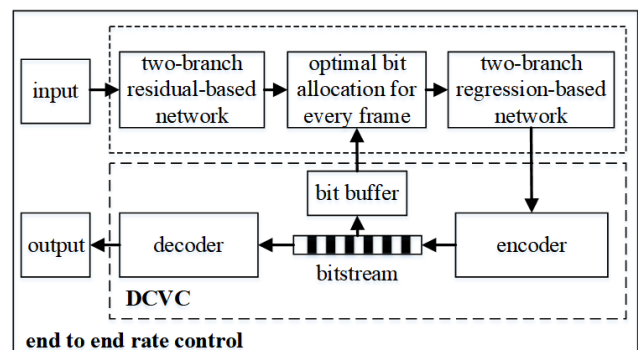 input
two-branch
residual-based
network
optimal bit
allocation for
every frame
two-branch
regression-based
network
bit buffer
output
decoder
bitstream
encoder
DCVC
end to end rate control